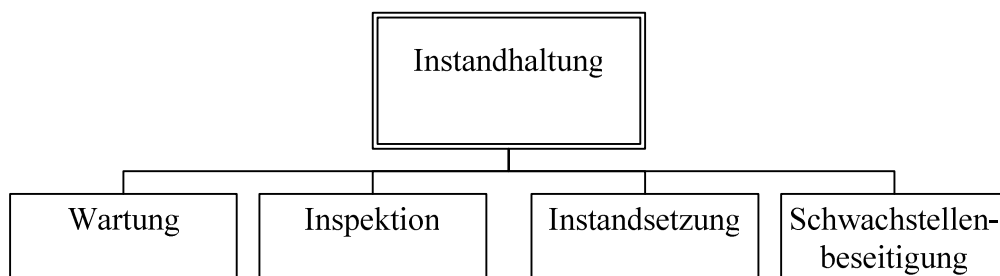 Instandhaltung
Wartung
Inspektion
Instandsetzung
Schwachstellen-
beseitigung